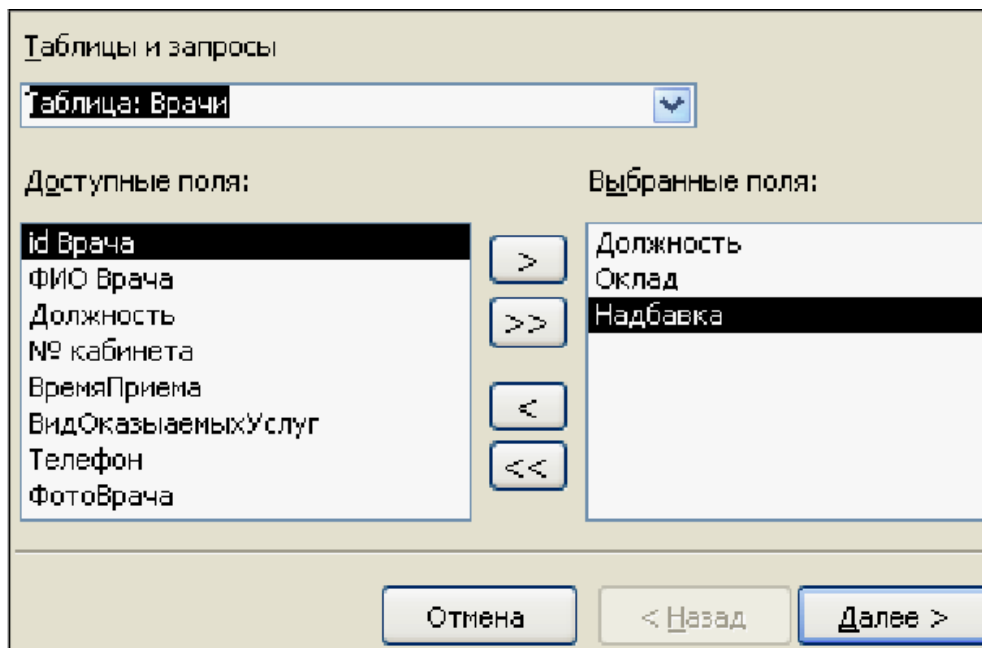 Таблицы и запросы
Таблица: Врачи
Доступные поля:
Выбранные поля:
id Врача
ФИО Врача
Должность
№ кабинета
ВремяПриема
ВидОказыаемыхУслуг
Телефон
ФотоВрача
>
>>
<
<<
Должность
Оклад
Надбавка
Отмена
< Назад
Далее >